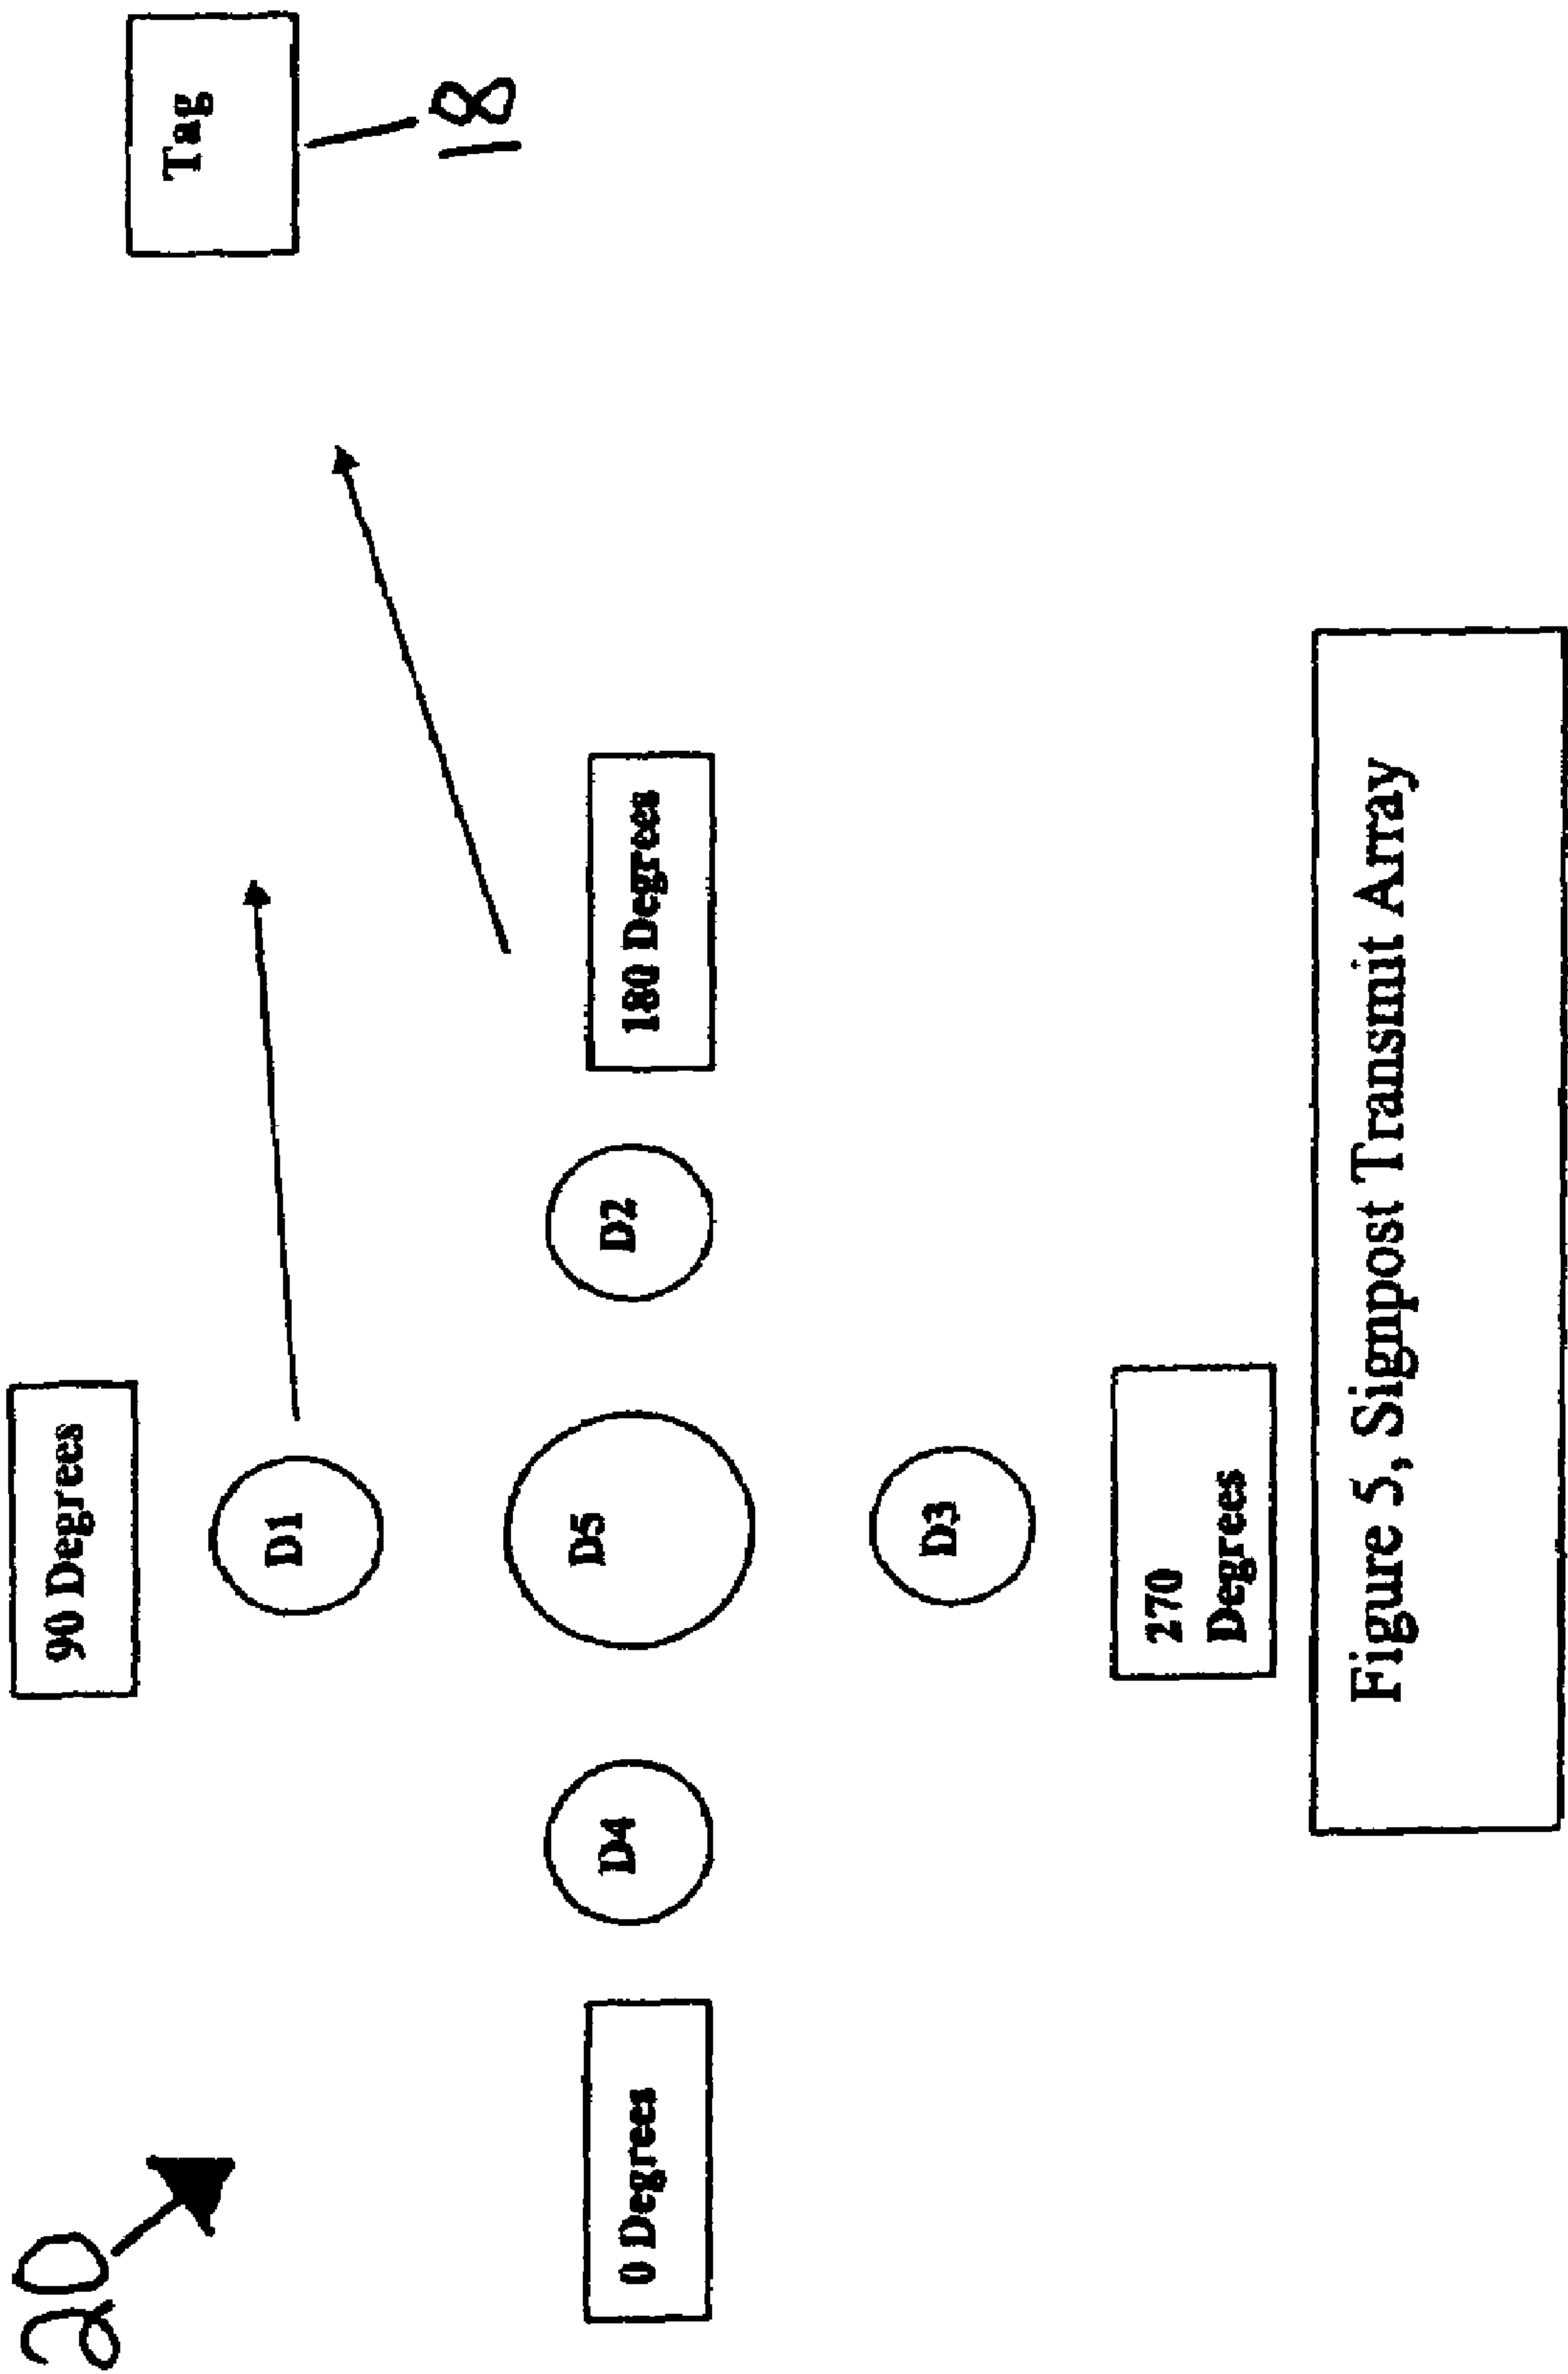 20
90 Degrees
Tag
18
D1
0 Degrees
D4
D5
D2
180 Degrees
D3
270
Degrees
Figure 5, Signpost Transmit Array